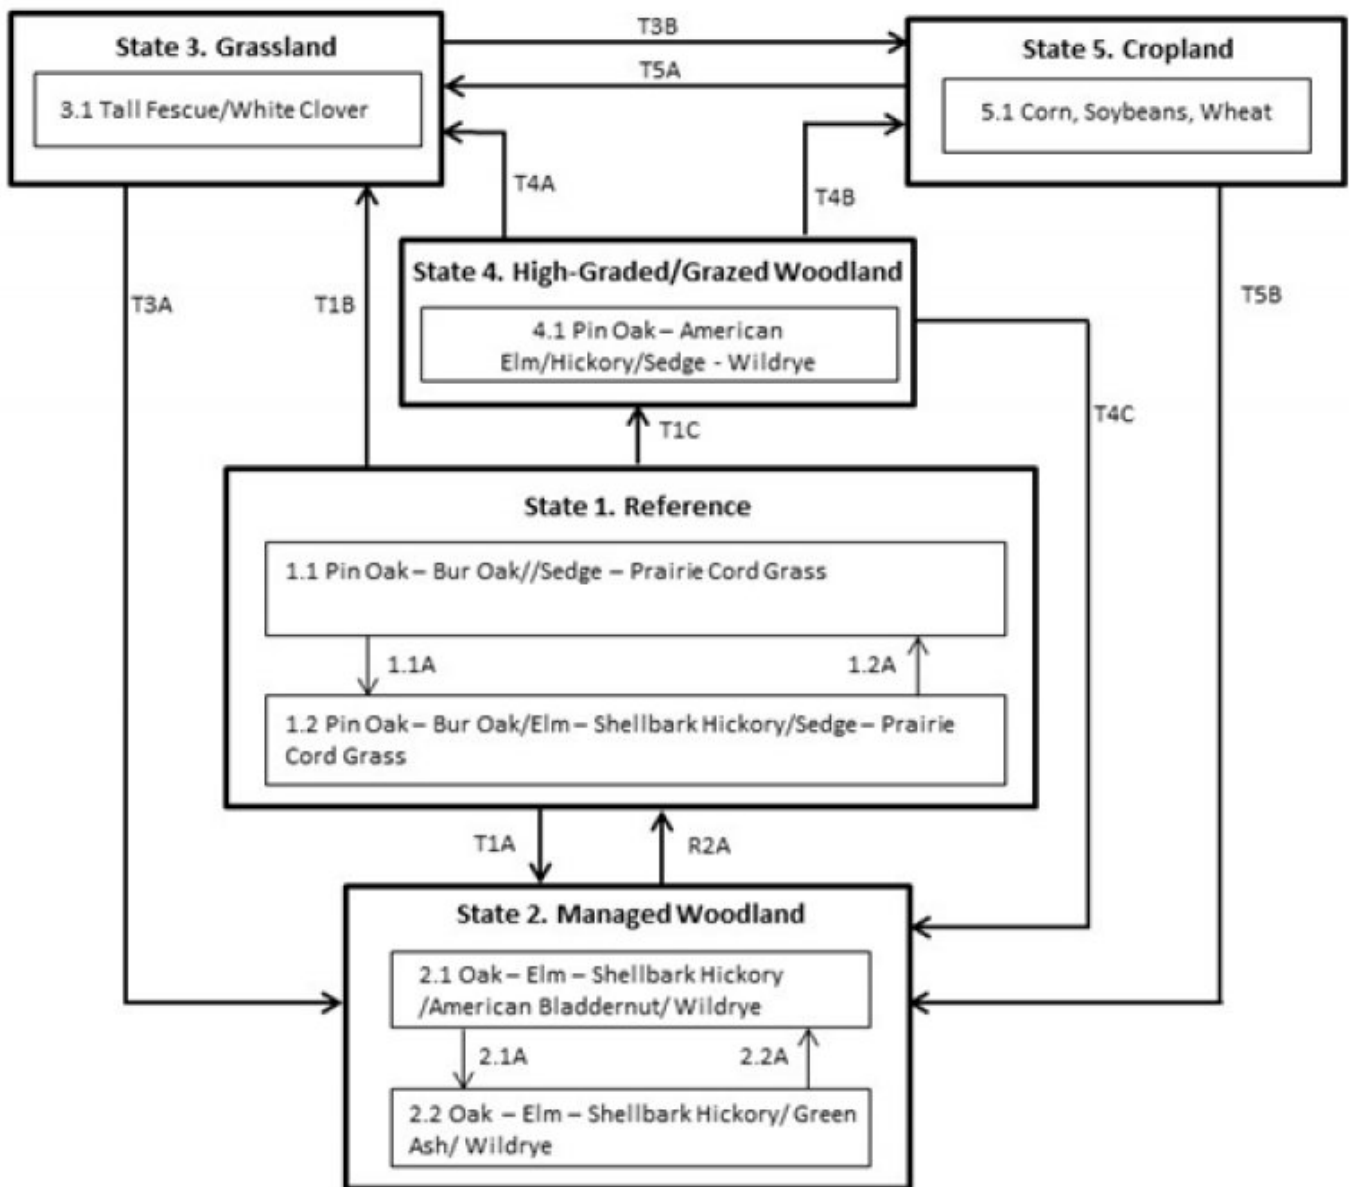 State 3. Grassland
3.1 Tall Fescue/White Clover
T3B
T5A
State 5. Cropland
5.1 Corn, Soybeans, Wheat
T4A
T4B
T3A
T1B
T5B
State 4. High-Graded/Grazed Woodland
4.1 Pin Oak – American
Elm/Hickory/Sedge - Wildrye
T1C
T4C
State 1. Reference
1.1 Pin Oak – Bur Oak//Sedge – Prairie Cord Grass
1.1A
1.2A
1.2 Pin Oak – Bur Oak/Elm – Shellbark Hickory/Sedge – Prairie
Cord Grass
T1A
R2A
State 2. Managed Woodland
2.1 Oak – Elm – Shellbark Hickory
/American Bladdernut/ Wildrye
2.1A
2.2A
2.2 Oak – Elm – Shellbark Hickory/ Green
Ash/ Wildrye